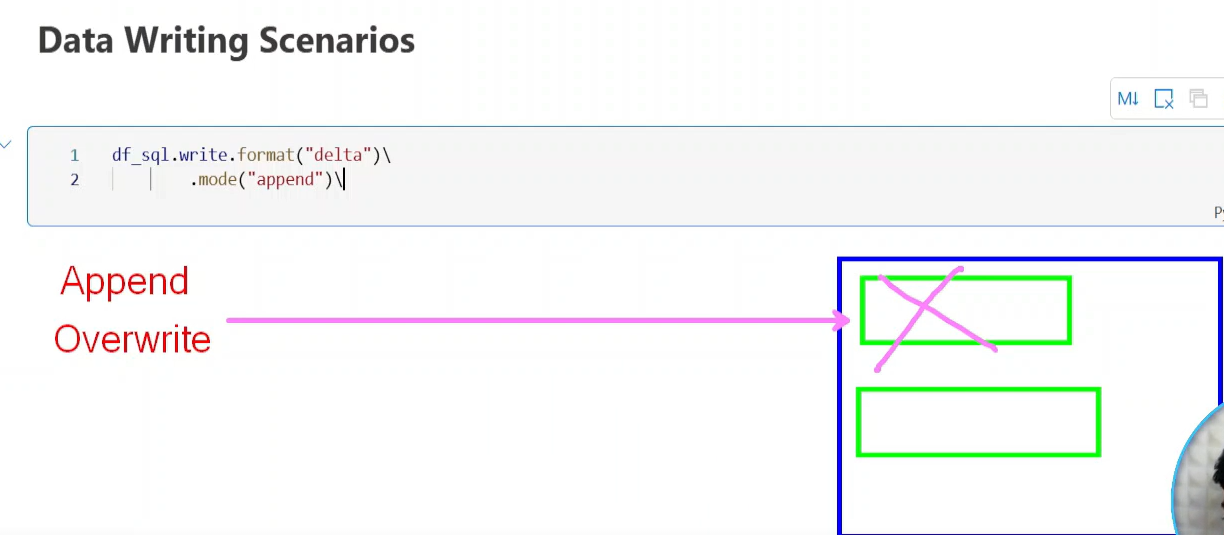 Data Writing Scenarios
M↓
1 df_sql.write.format("delta")\
2 .mode("append")\
Append
Overwrite